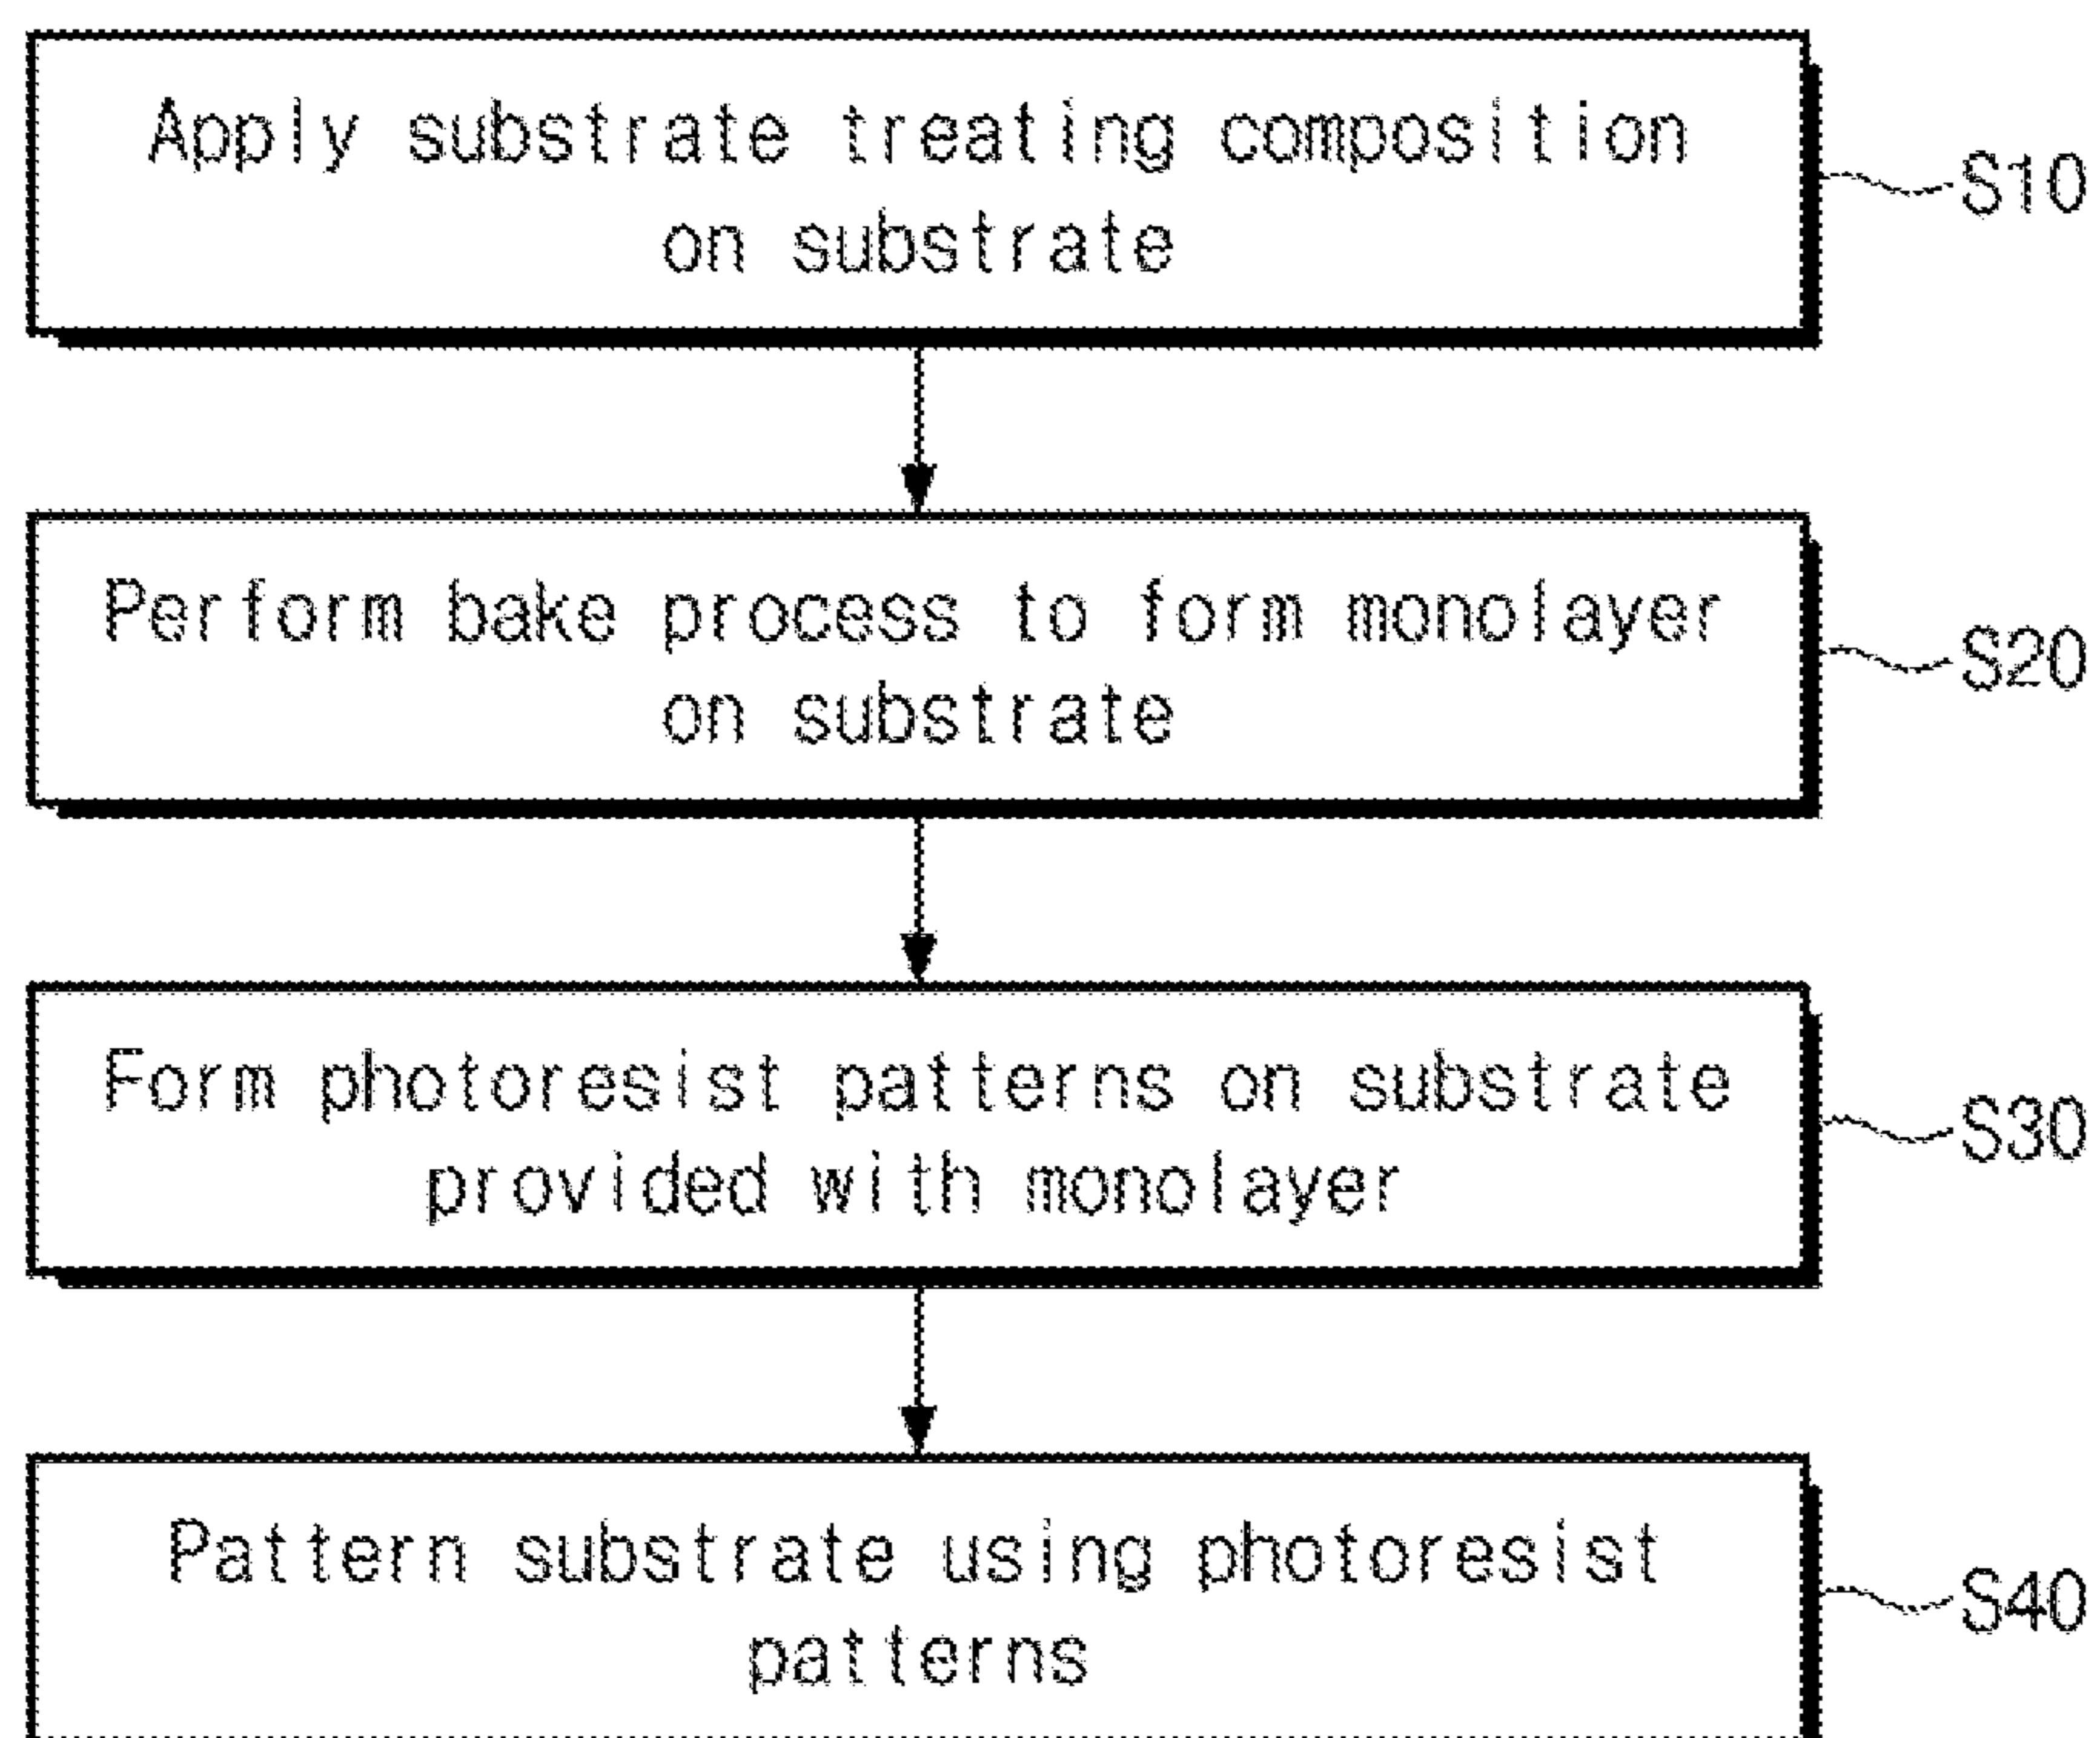 Apply substrate treating composition
on substrate
S10
Perform bake process to form monolayer
on substrate
S20
Form photoresist patterns on substrate
provided with monolayer
S30
Pattern substrate using photoresist
patterns
S40